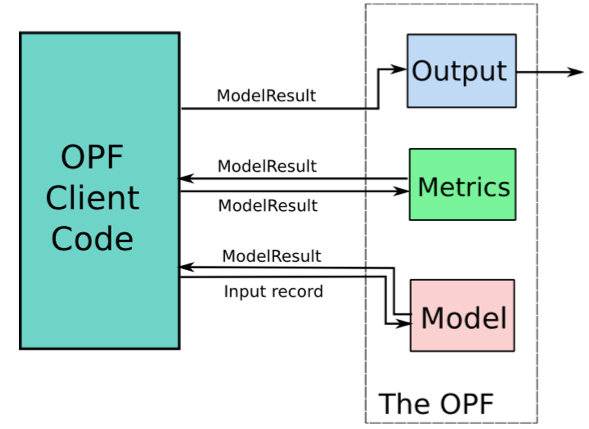 OPF
Client
Code
ModelResult
Output
ModelResult
ModelResult
Metrics
ModelResult
Input record
Model
The OPF